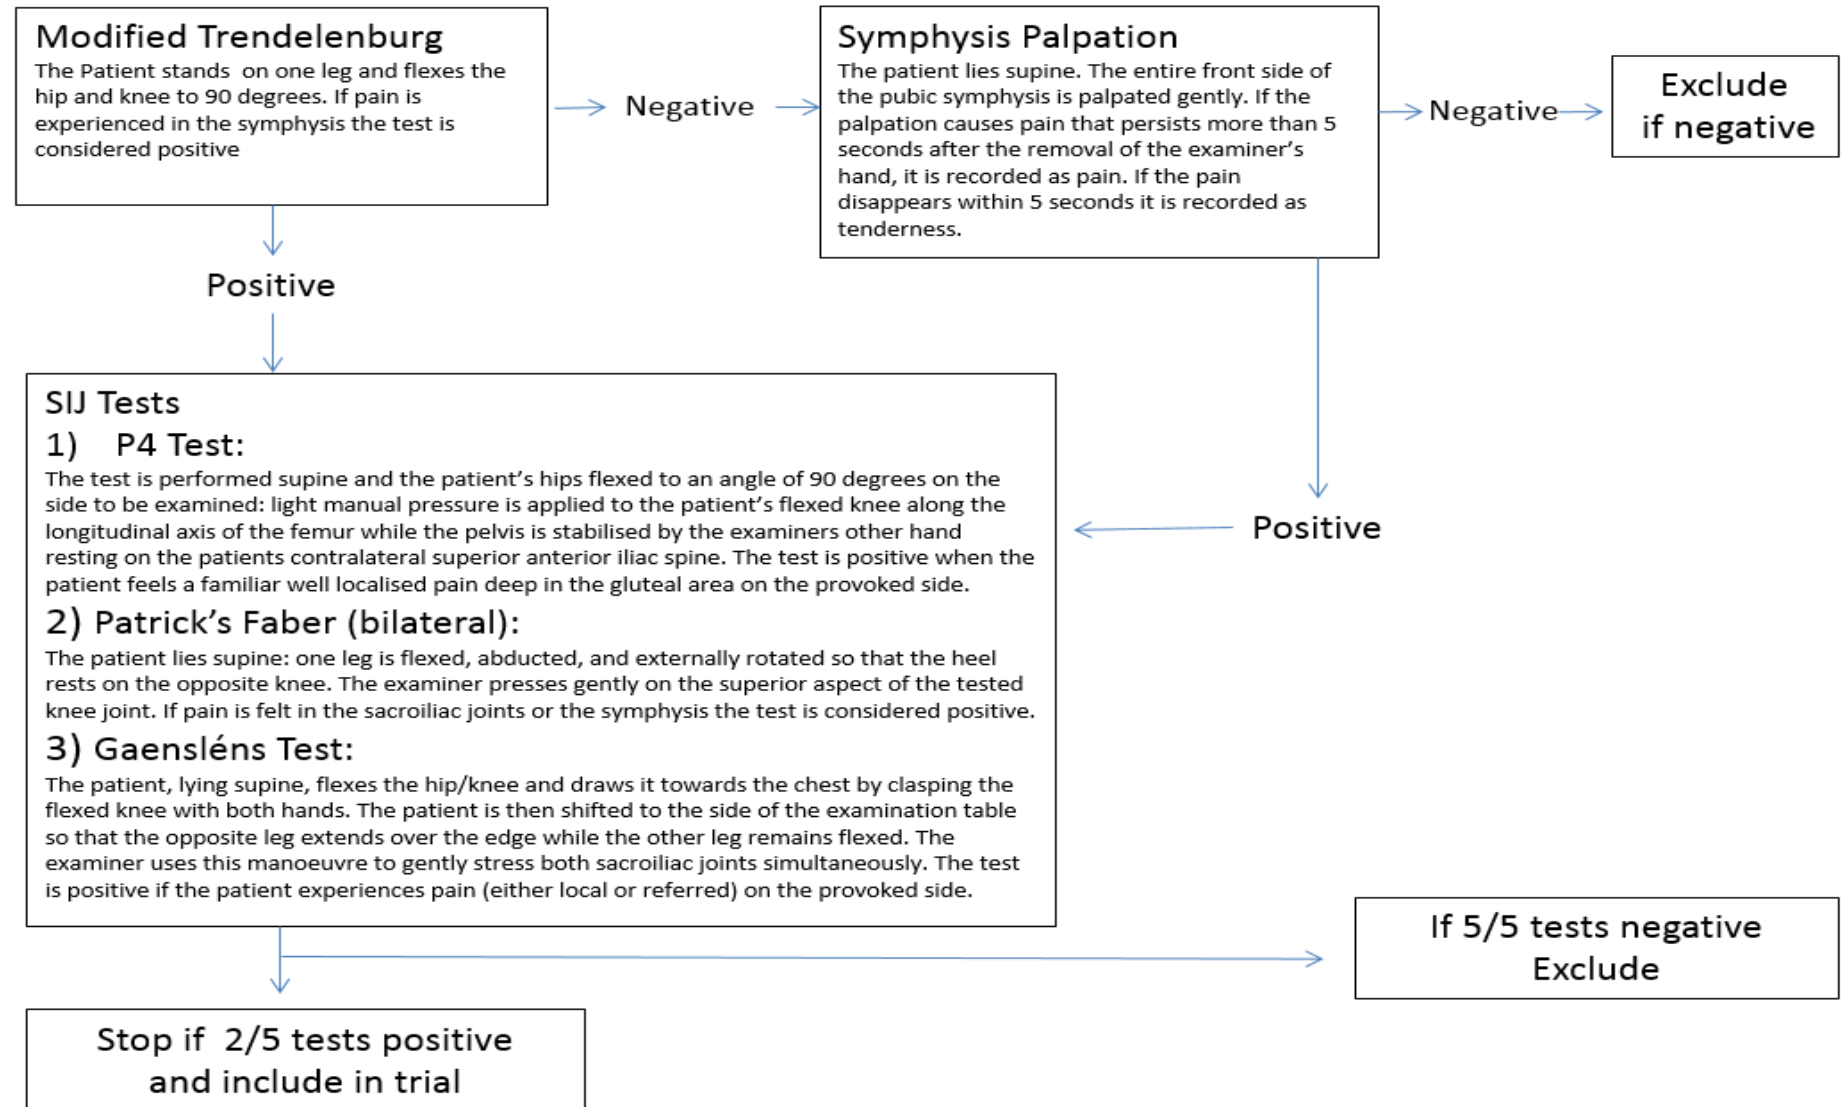 Modified Trendelenburg
The Patient stands on one leg and flexes the
hip and knee to 90 degrees. If pain is
experienced in the symphysis the test is
considered positive
Negative
Symphysis Palpation
The patient lies supine. The entire front side of
the pubic symphysis is palpated gently. If the
palpation causes pain that persists more than 5
seconds after the removal of the examiner's
hand, it is recorded as pain. If the pain
disappears within 5 seconds it is recorded as
tenderness.
Negative
Exclude
if negative
Positive
SIJ Tests
1) P4 Test:
The test is performed supine and the patient's hips flexed to an angle of 90 degrees on the
side to be examined: light manual pressure is applied to the patient's flexed knee along the
longitudinal axis of the femur while the pelvis is stabilised by the examiners other hand
resting on the patients contralateral superior anterior iliac spine. The test is positive when the
patient feels a familiar well localised pain deep in the gluteal area on the provoked side.
2) Patrick's Faber (bilateral):
The patient lies supine: one leg is flexed, abducted, and externally rotated so that the heel
rests on the opposite knee. The examiner presses gently on the superior aspect of the tested
knee joint. If pain is felt in the sacroiliac joints or the symphysis the test is considered positive.
3) Gaensléns Test:
The patient, lying supine, flexes the hip/knee and draws it towards the chest by clasping the
flexed knee with both hands. The patient is then shifted to the side of the examination table
so that the opposite leg extends over the edge while the other leg remains flexed. The
examiner uses this manoeuvre to gently stress both sacroiliac joints simultaneously. The test
is positive if the patient experiences pain (either local or referred) on the provoked side.
Positive
If 5/5 tests negative
Exclude
Stop if 2/5 tests positive
and include in trial